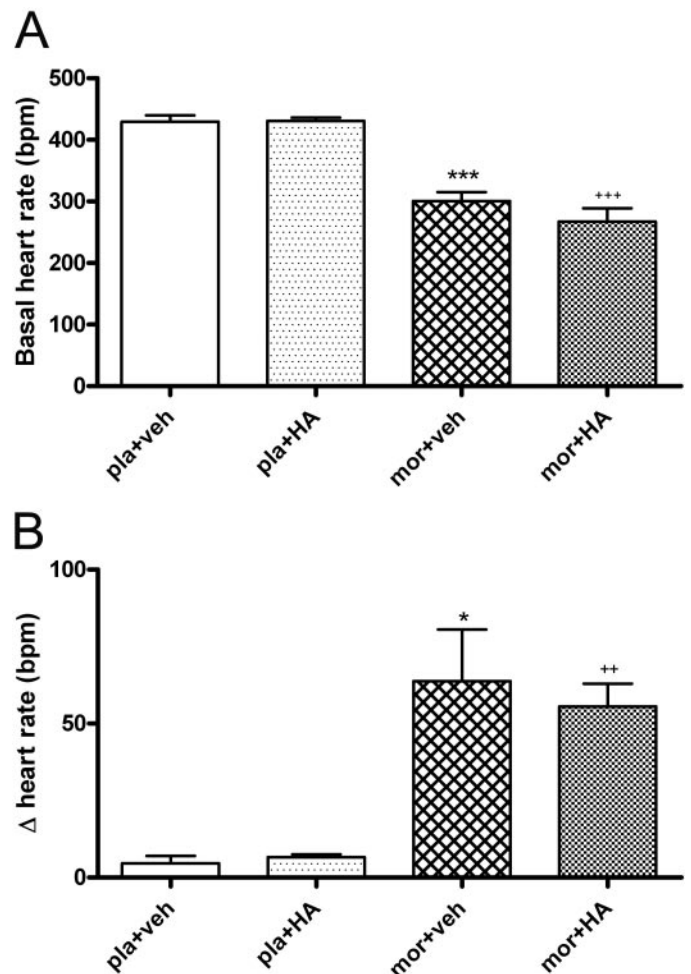 A
Basal heart rate (bpm)
500
400
300
200
100
0
***
+++
pla+veh
pla+HA
mor+veh
mor+HA
B
Δ heart rate (bpm)
100
50
0
*
++
pla+veh
pla+HA
mor+veh
mor+HA